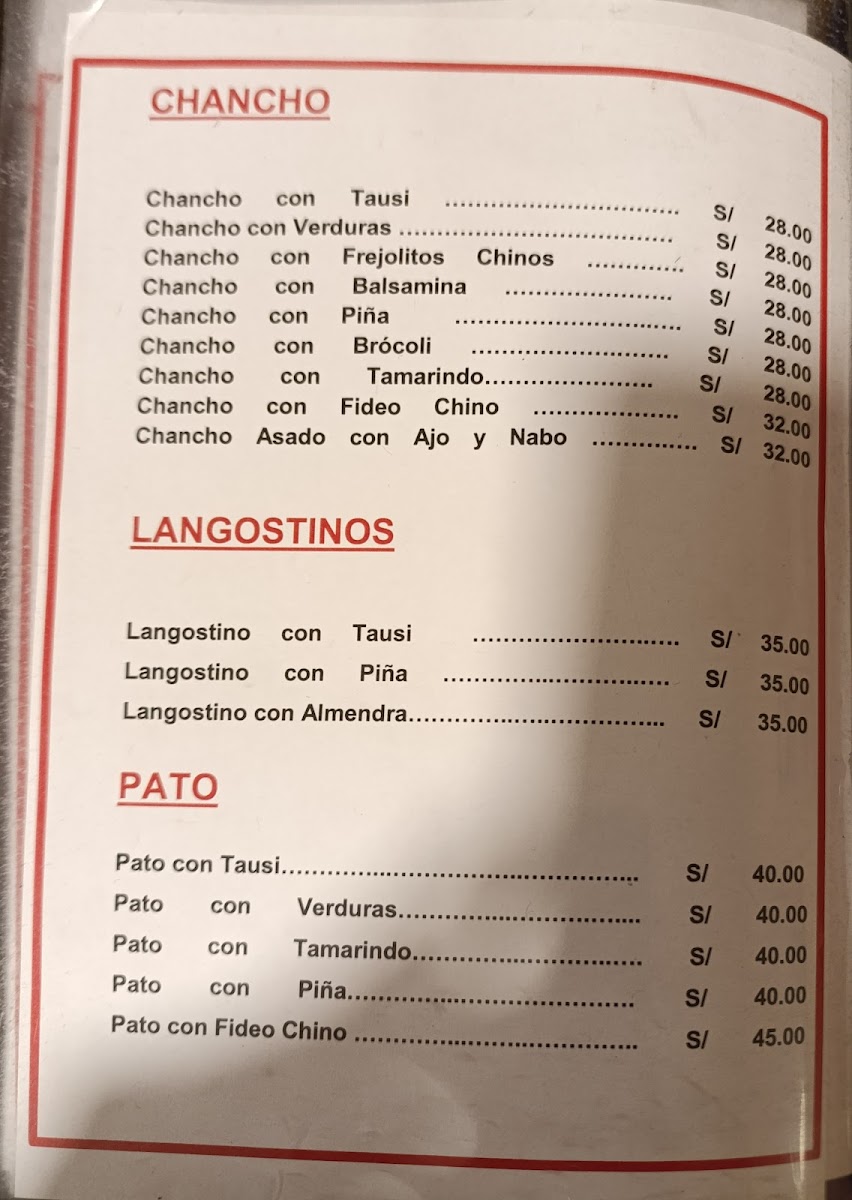 CHANCHO
Chancho con Tausi ............................... S/ 28.00
Chancho con Verduras .................................... S/ 28.00
Chancho con Frejolitos Chinos ............. S/ 28.00
Chancho con Balsamina ...................... S/ 28.00
Chancho con Piña .............................. S/ 28.00
Chancho con Brócoli .......................... S/ 28.00
Chancho con Tamarindo...................... S/ 28.00
Chancho con Fideo Chino ................... S/ 32.00
Chancho Asado con Ajo y Nabo .............. S/ 32.00
LANGOSTINOS
Langostino con Tausi ........................... S/ 35.00
Langostino con Piña .............................. S/ 35.00
Langostino con Almendra.................................. S/ 35.00
PATO
Pato con Tausi............................................... S/ 40.00
Pato con Verduras................................ S/ 40.00
Pato con Tamarindo.............................. S/ 40.00
Pato con Piña...................................... S/ 40.00
Pato con Fideo Chino ..................................... S/ 45.00